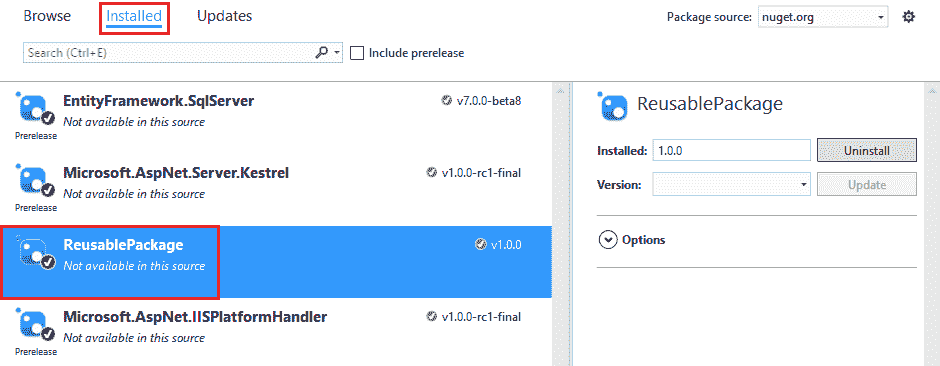 Browse Installed Updates Package source: nuget.org
Search (Ctrl+E) Include prerelease
EntityFramework.SqlServer v7.0.0-beta8
Not available in this source
Prerelease
Microsoft.AspNet.Server.Kestrel v1.0.0-rc1-final
Not available in this source
Prerelease
ReusablePackage v1.0.0
Not available in this source
Microsoft.AspNet.IISPlatformHandler v1.0.0-rc1-final
Not available in this source
Prerelease
ReusablePackage
Installed: 1.0.0 Uninstall
Version: Update
Options